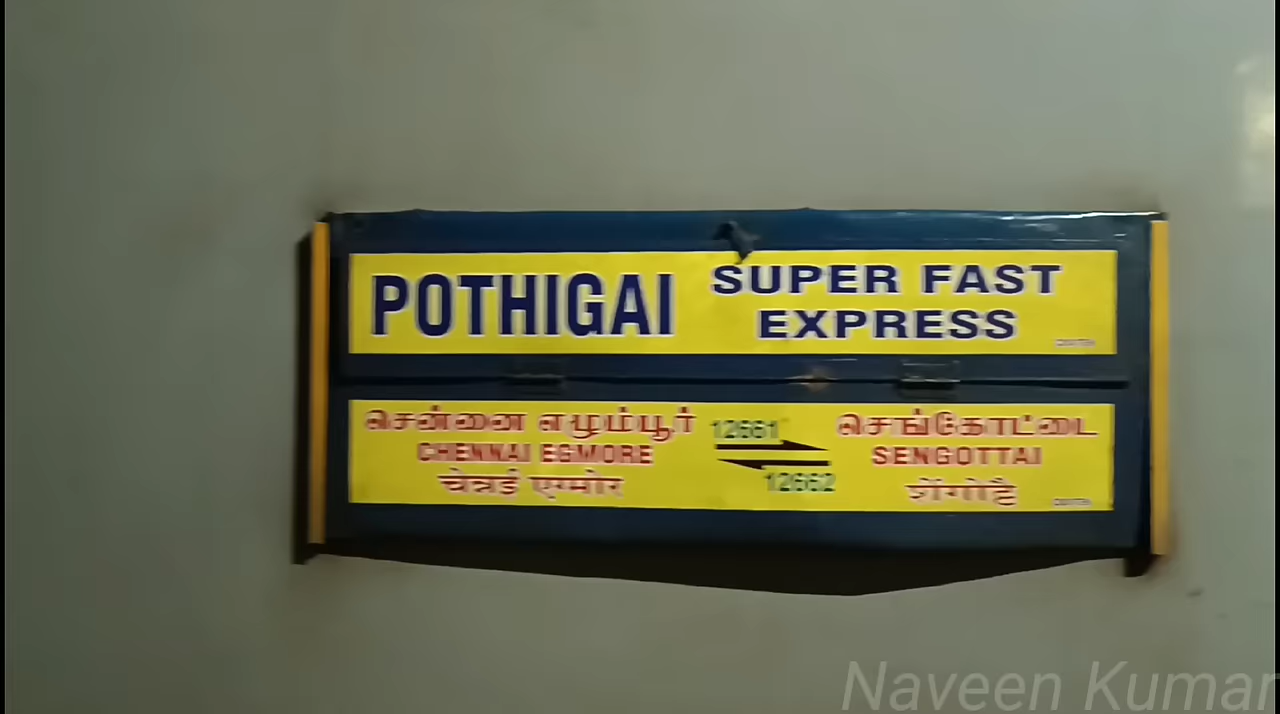 POTHIGAI SUPER FAST
EXPRESS
சென்னை எழும்பூர் 12661 செங்கோட்டை
CHENNAI EGMORE SENGOTTAI
चेन्नई एग्मोर 12662 शेंगोट्टै
Naveen Kumar